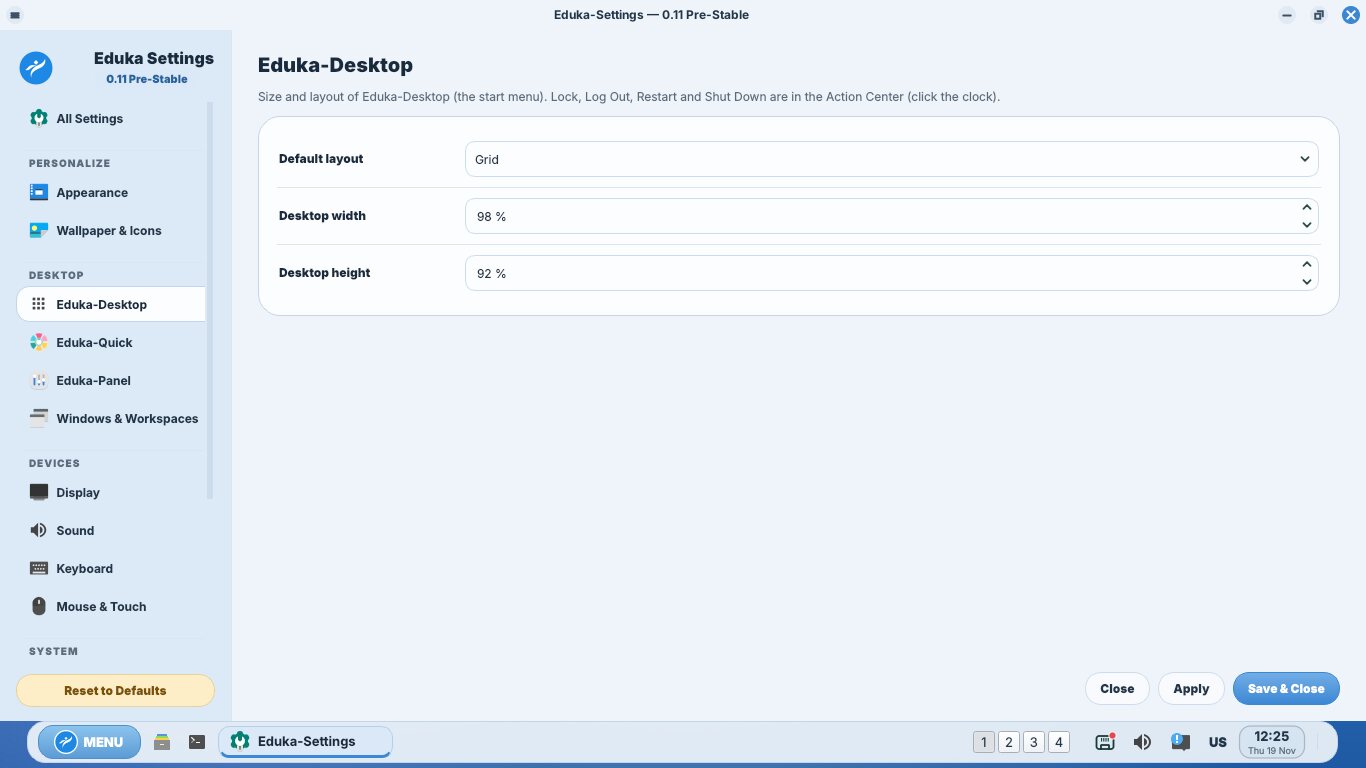 Eduka-Settings — 0.11 Pre-Stable
Eduka Settings
0.11 Pre-Stable
All Settings
PERSONALIZE
Appearance
Wallpaper & Icons
DESKTOP
Eduka-Desktop
Eduka-Quick
Eduka-Panel
Windows & Workspaces
DEVICES
Display
Sound
Keyboard
Mouse & Touch
SYSTEM
Reset to Defaults
Eduka-Desktop
Size and layout of Eduka-Desktop (the start menu). Lock, Log Out, Restart and Shut Down are in the Action Center (click the clock).
Default layout
Grid
Desktop width
98 %
Desktop height
92 %
Close
Apply
Save & Close
MENU
Eduka-Settings
1
2
3
4
US
12:25
Thu 19 Nov